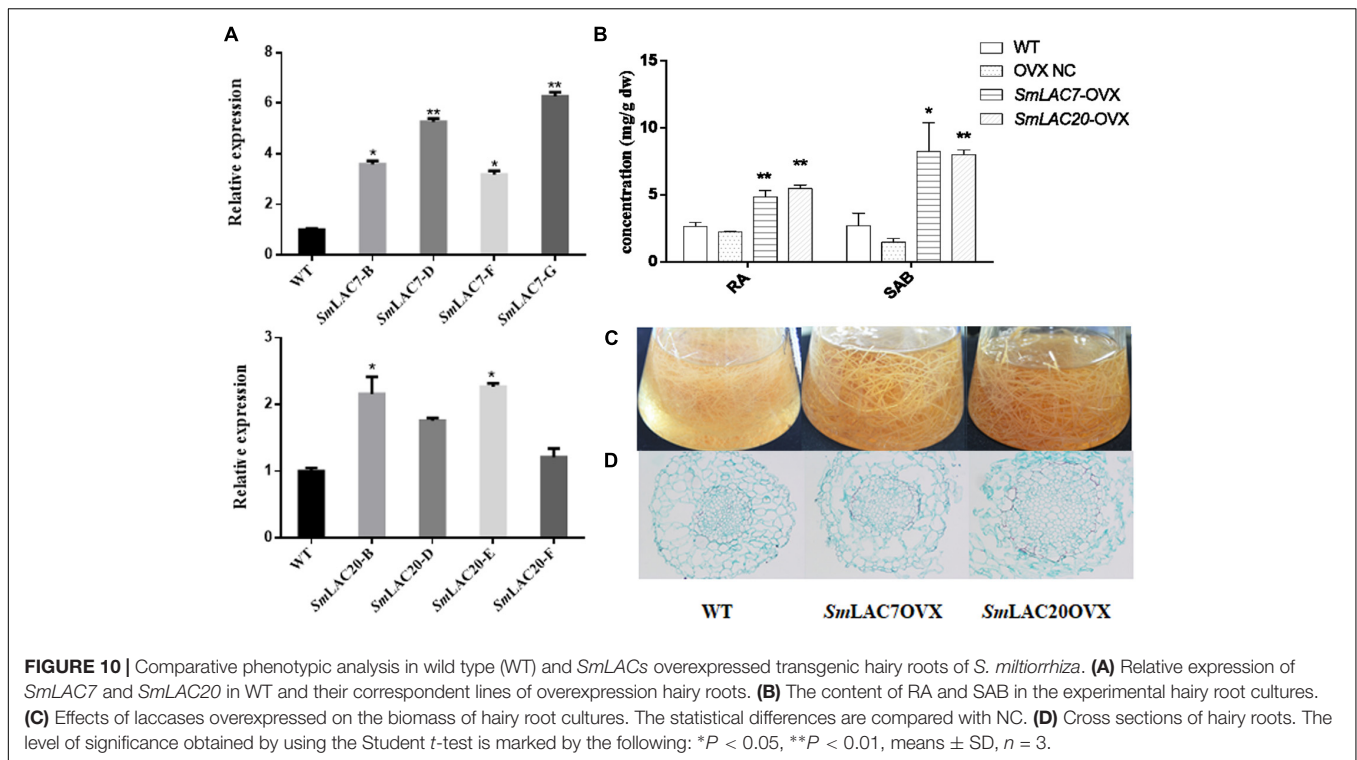 A
Relative expression
8
6
4
2
0
*
**
*
**
WT
SmLAC7-B
SmLAC7-D
SmLAC7-F
SmLAC7-G
Relative expression
3
2
1
0
*
*
WT
SmLAC20-B
SmLAC20-D
SmLAC20-E
SmLAC20-F
B
WT
OVX NC
SmLAC7-OVX
SmLAC20-OVX
concentration (mg/g dw)
15
10
5
0
**
**
*
**
RA
SAB
C
D
WT
SmLAC7OVX
SmLAC20OVX
FIGURE 10 | Comparative phenotypic analysis in wild type (WT) and SmLACs overexpressed transgenic hairy roots of S. miltiorrhiza. (A) Relative expression of
SmLAC7 and SmLAC20 in WT and their correspondent lines of overexpression hairy roots. (B) The content of RA and SAB in the experimental hairy root cultures.
(C) Effects of laccases overexpressed on the biomass of hairy root cultures. The statistical differences are compared with NC. (D) Cross sections of hairy roots. The
level of significance obtained by using the Student t-test is marked by the following: *P < 0.05, **P < 0.01, means ± SD, n = 3.